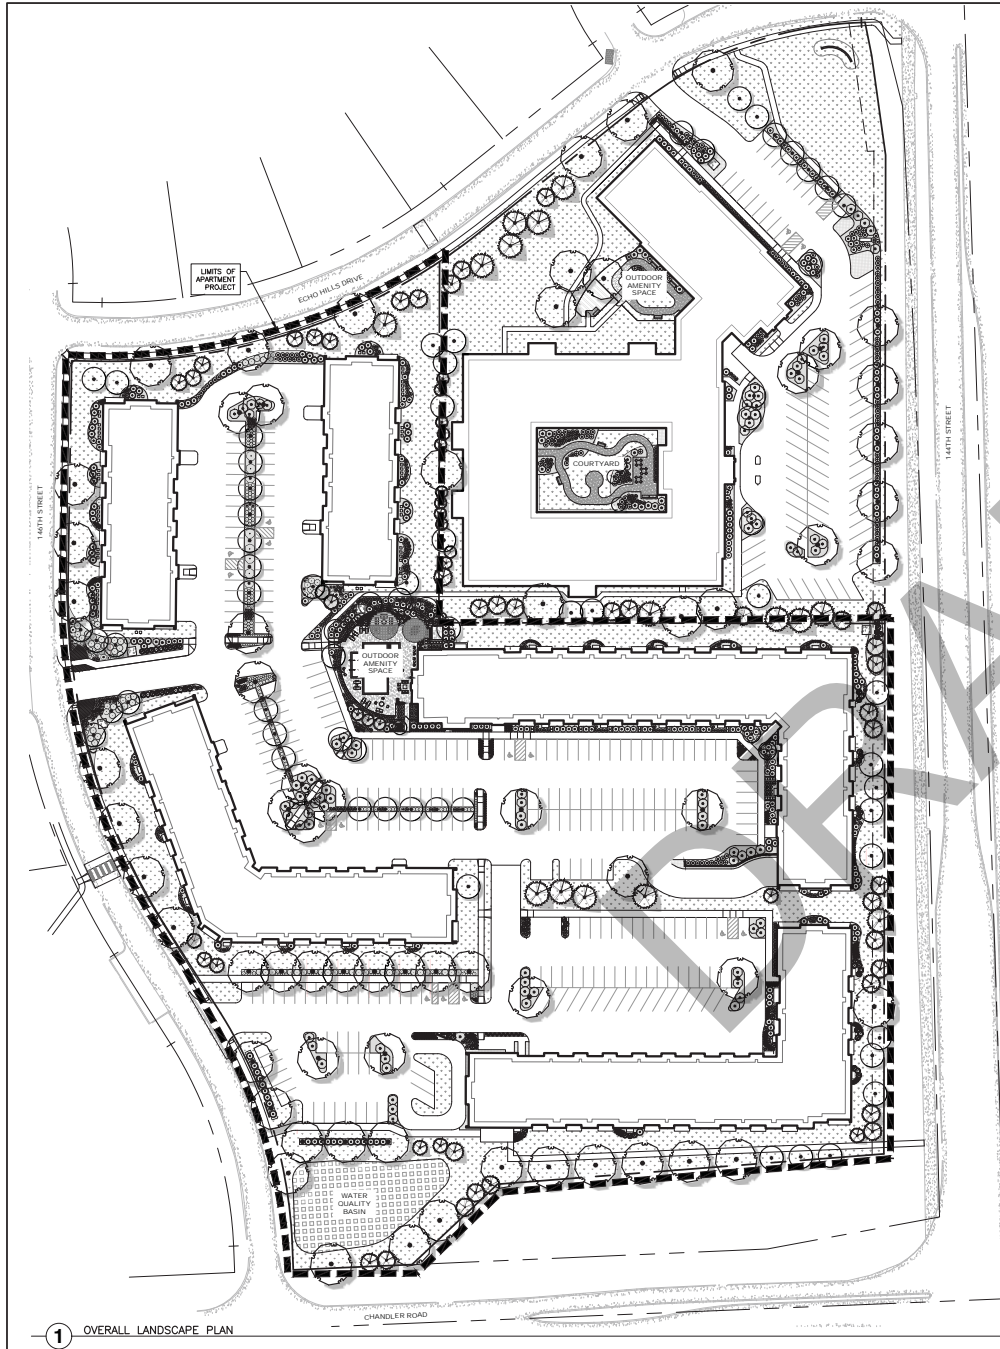 LIMITS OF
APARTMENT
PROJECT
ECHO HILLS DRIVE
OUTDOOR
AMENITY
SPACE
144TH STREET
COURTYARD
146TH STREET
OUTDOOR
AMENITY
SPACE
DRA
WATER
QUALITY
BASIN
CHANDLER ROAD
1 OVERALL LANDSCAPE PLAN